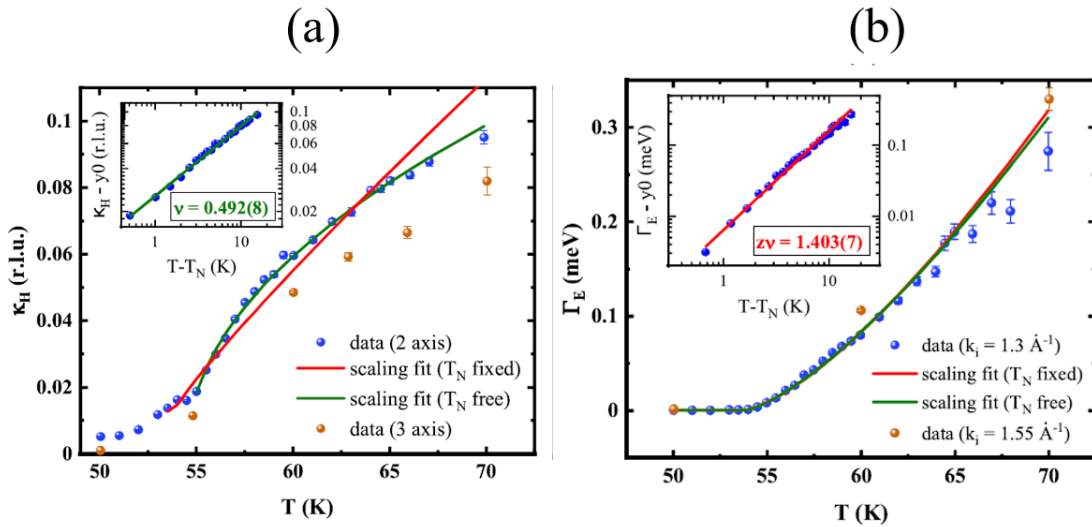 (a)
(b)
κH - y0 (r.l.u.)
0.1
0.08
0.06
0.04
0.02
ν = 0.492(8)
1
10
T-TN (K)
κH (r.l.u.)
0.1
0.08
0.06
0.04
0.02
0
data (2 axis)
scaling fit (TN fixed)
scaling fit (TN free)
data (3 axis)
50
55
60
65
70
T (K)
ΓE - y0 (meV)
0.1
0.01
zν = 1.403(7)
1
10
T-TN (K)
ΓE (meV)
0.3
0.2
0.1
0
data (ki = 1.3 Å-1)
scaling fit (TN fixed)
scaling fit (TN free)
data (ki = 1.55 Å-1)
50
55
60
65
70
T (K)